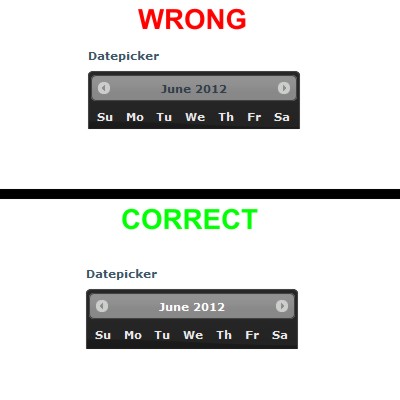 WRONG
Datepicker
June 2012
Su Mo Tu We Th Fr Sa
CORRECT
Datepicker
June 2012
Su Mo Tu We Th Fr Sa